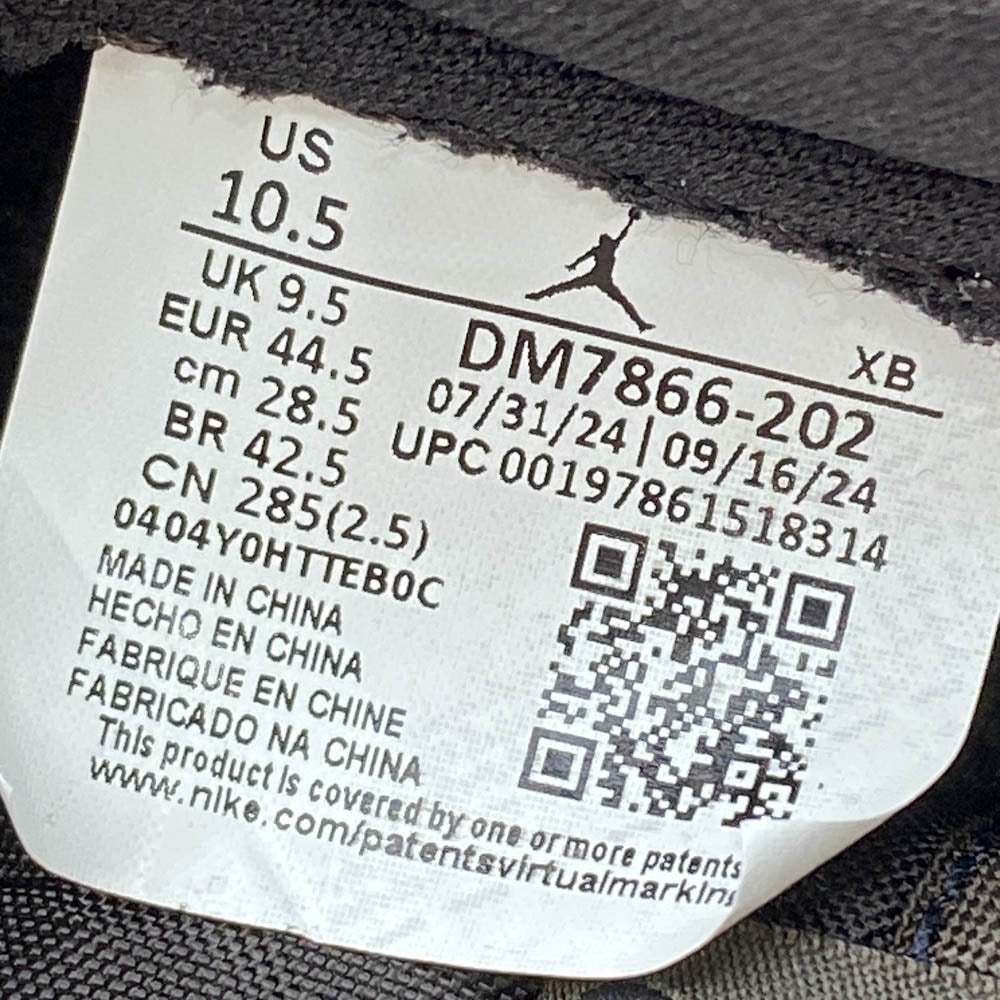 US
10.5
XB
UK 9.5
EUR 44.5
cm 28.5
BR 42.5
CN 285(2.5)
DM7866-202
07/31/24 | 09/16/24
UPC 00197861518314
0404Y0HTTEB0C
MADE IN CHINA
HECHO EN CHINA
FABRIQUE EN CHINE
FABRICADO NA CHINA
This product is covered by one or more patents
www.nike.com/patentsvirtualmarkin